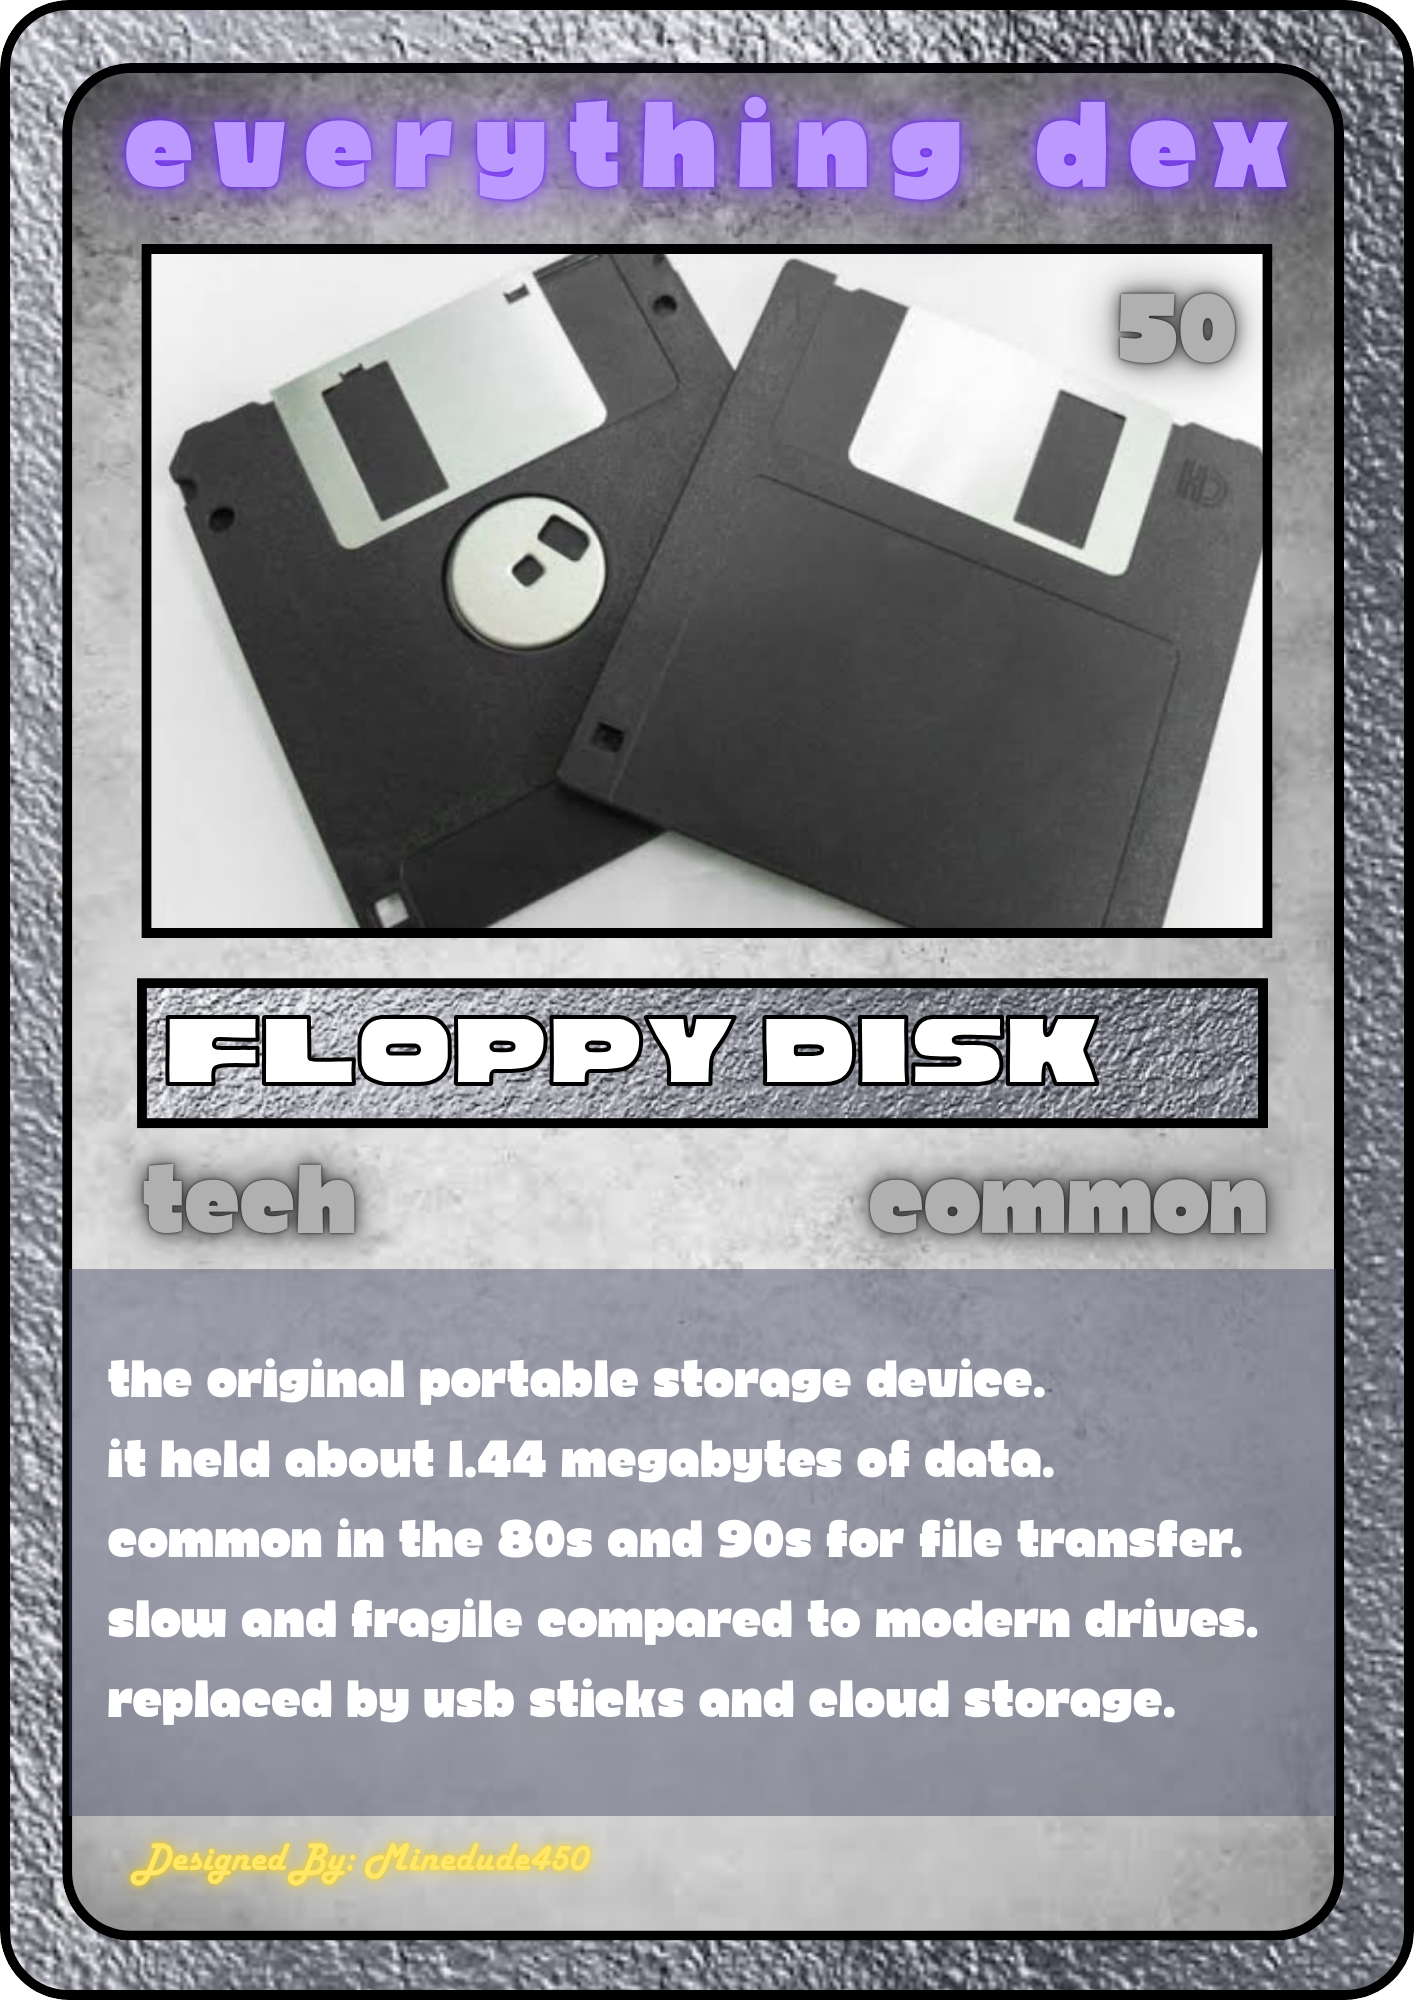 everything dex
50
HD
FLOPPY DISK
tech common
the original portable storage device.
it held about 1.44 megabytes of data.
common in the 80s and 90s for file transfer.
slow and fragile compared to modern drives.
replaced by usb sticks and cloud storage.
Designed By: Minedude450